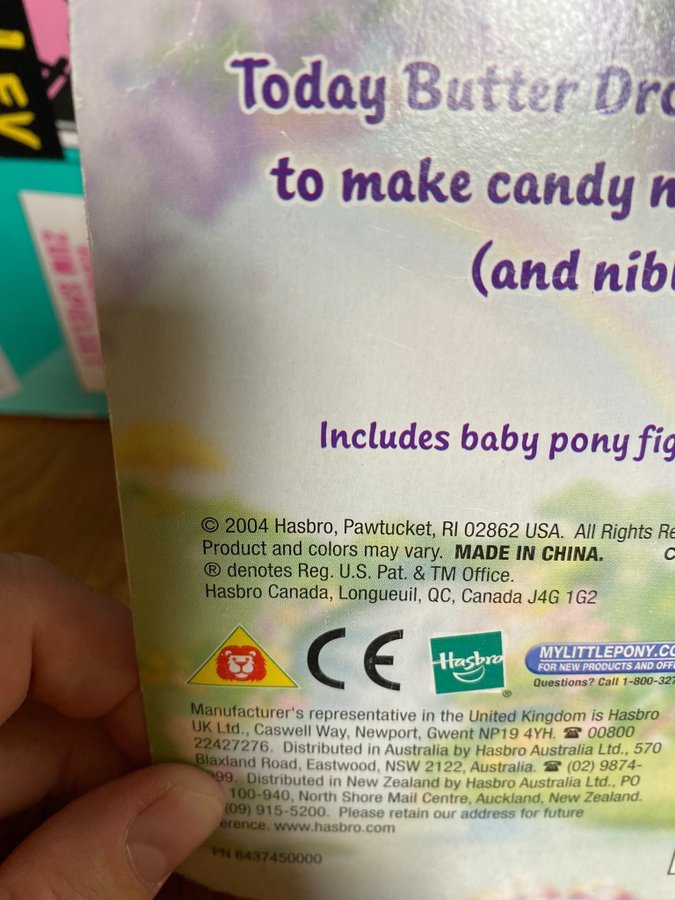 LEV
Today Butter Dro
to make candy n
(and nibl
Includes baby pony fig
© 2004 Hasbro, Pawtucket, RI 02862 USA. All Rights Re
Product and colors may vary. MADE IN CHINA. C
® denotes Reg. U.S. Pat. & TM Office.
Hasbro Canada, Longueuil, QC, Canada J4G 1G2
CE
Hasbro ®
MYLITTLEPONY.CO
FOR NEW PRODUCTS AND OFF
Questions? Call 1-800-327
Manufacturer's representative in the United Kingdom is Hasbro
UK Ltd., Caswell Way, Newport, Gwent NP19 4YH. ☎ 00800
22427276. Distributed in Australia by Hasbro Australia Ltd., 570
Blaxland Road, Eastwood, NSW 2122, Australia. ☎ (02) 9874-
999. Distributed in New Zealand by Hasbro Australia Ltd., PO
100-940, North Shore Mail Centre, Auckland, New Zealand.
(09) 915-5200. Please retain our address for future
erence. www.hasbro.com
PN 6437450000